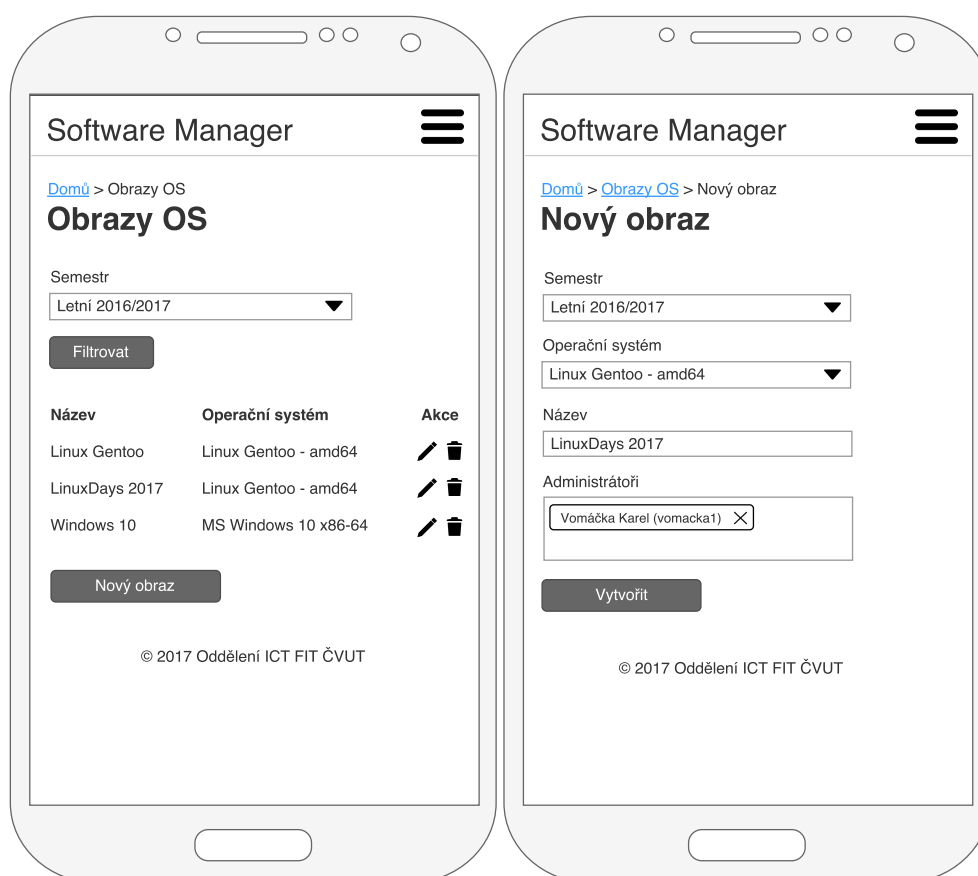 Software Manager
Domů > Obrazy OS
Obrazy OS
Semestr
Letní 2016/2017
Filtrovat
Název Operační systém Akce
Linux Gentoo Linux Gentoo - amd64
LinuxDays 2017 Linux Gentoo - amd64
Windows 10 MS Windows 10 x86-64
Nový obraz
© 2017 Oddělení ICT FIT ČVUT
Software Manager
Domů > Obrazy OS > Nový obraz
Nový obraz
Semestr
Letní 2016/2017
Operační systém
Linux Gentoo - amd64
Název
LinuxDays 2017
Administrátoři
Vomáčka Karel (vomacka1)
Vytvořit
© 2017 Oddělení ICT FIT ČVUT